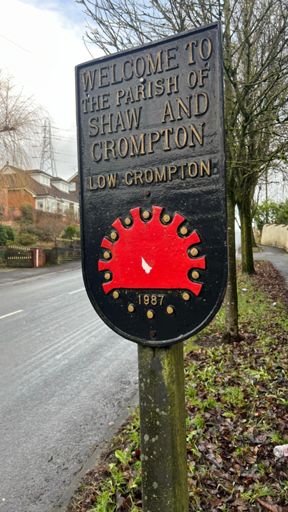 WELCOME TO
THE PARISH OF
SHAW AND
CROMPTON
LOW CROMPTON
1987